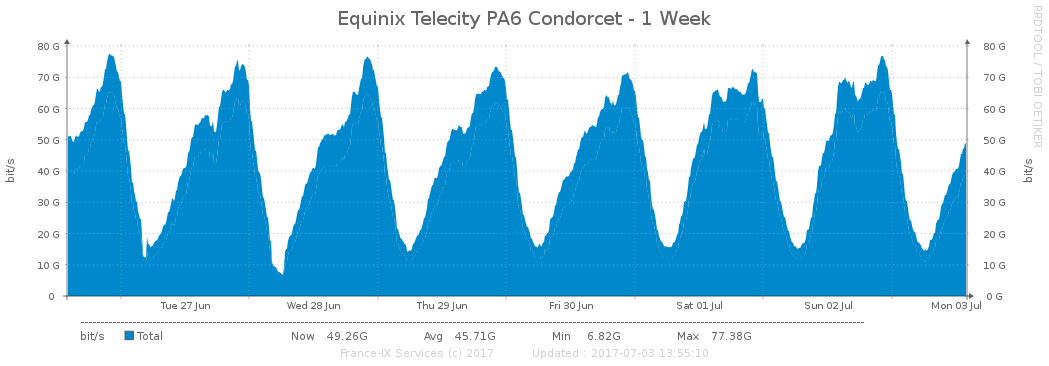 Equinix Telecity PA6 Condorcet - 1 Week
RRDTOOL / TOBI OETIKER
80 G 80 G
70 G 70 G
60 G 60 G
50 G 50 G
40 G 40 G
30 G 30 G
20 G 20 G
10 G 10 G
0 0 G
bit/s
bit/s
Tue 27 Jun Wed 28 Jun Thu 29 Jun Fri 30 Jun Sat 01 Jul Sun 02 Jul Mon 03 Jul
bit/s Total Now 49.26G Avg 45.71G Min 6.82G Max 77.38G
France-IX Services (c) 2017 Updated : 2017-07-03 13:55:10